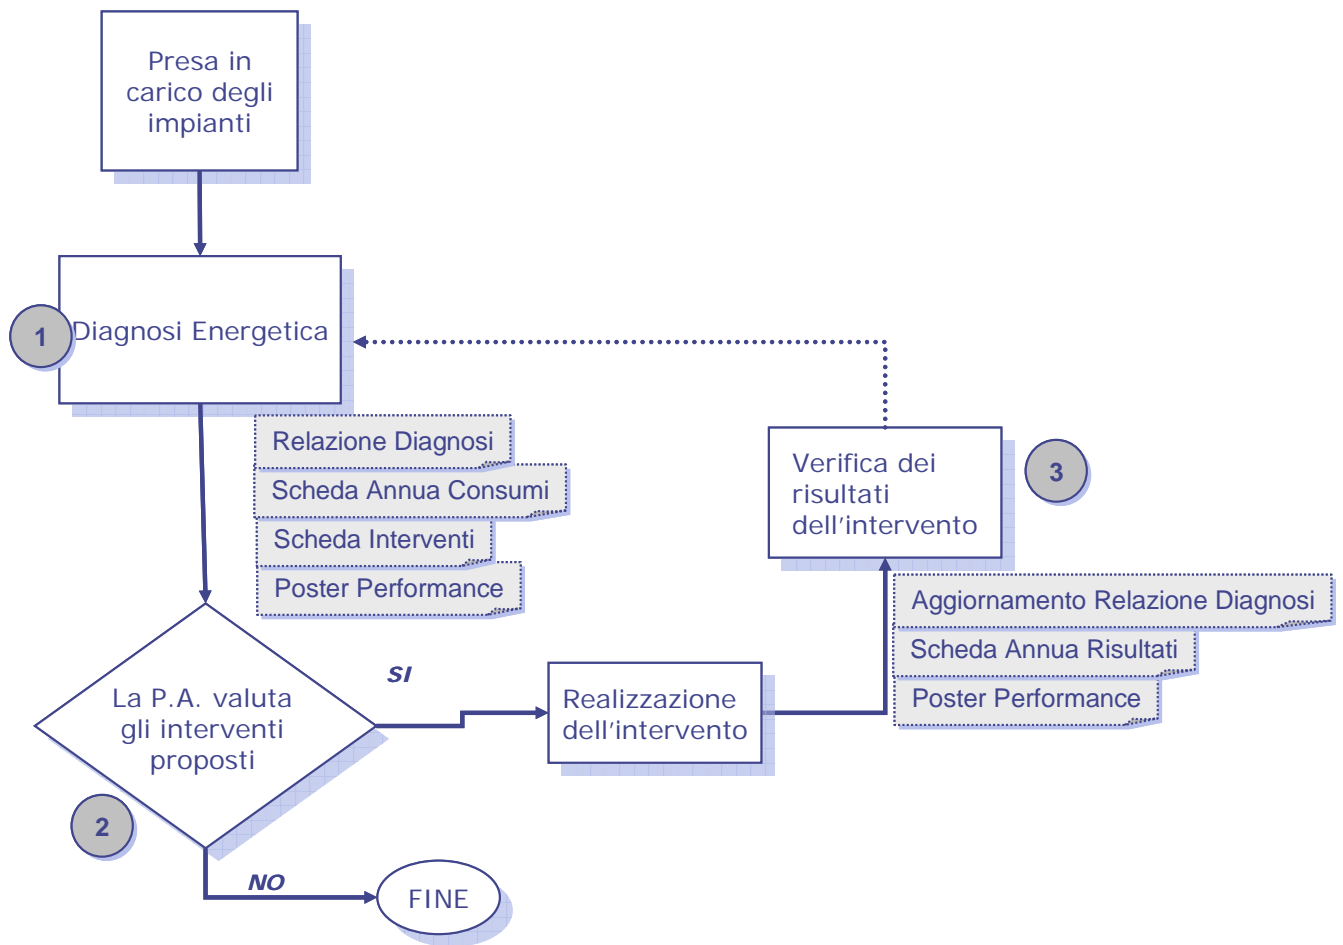 Presa in
carico degli
impianti
1
Diagnosi Energetica
Relazione Diagnosi
Scheda Annua Consumi
Scheda Interventi
Poster Performance
Verifica dei
risultati
dell'intervento
3
Aggiornamento Relazione Diagnosi
Scheda Annua Risultati
Poster Performance
SI
La P.A. valuta
gli interventi
proposti
Realizzazione
dell'intervento
2
NO
FINE